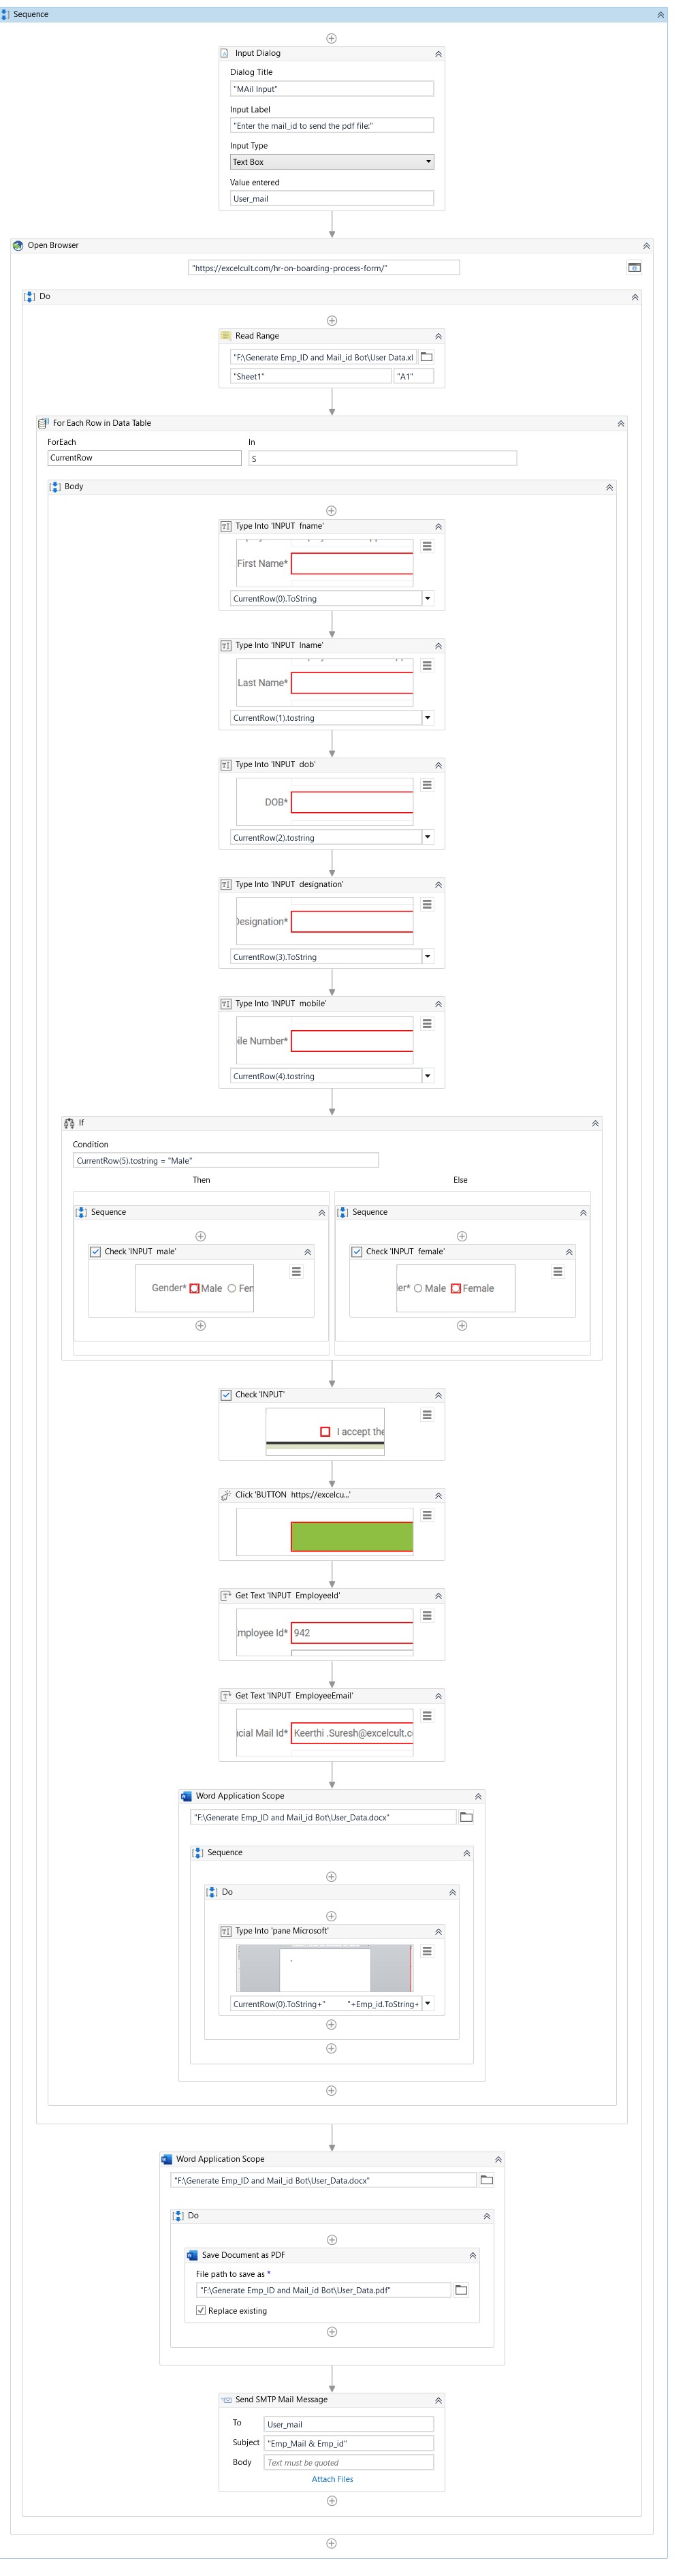 Sequence
Input Dialog
Dialog Title
"MAil Input"
Input Label
"Enter the mail_id to send the pdf file:"
Input Type
Text Box
Value entered
User_mail
Open Browser
"https://excelcult.com/hr-on-boarding-process-form/"
Do
Read Range
"F:\Generate Emp_ID and Mail_id Bot\User Data.xl
"Sheet1" "A1"
For Each Row in Data Table
ForEach In
CurrentRow S
Body
Type Into 'INPUT fname'
First Name*
CurrentRow(0).ToString
Type Into 'INPUT lname'
Last Name*
CurrentRow(1).tostring
Type Into 'INPUT dob'
DOB*
CurrentRow(2).tostring
Type Into 'INPUT designation'
Designation*
CurrentRow(3).ToString
Type Into 'INPUT mobile'
ile Number*
CurrentRow(4).tostring
If
Condition
CurrentRow(5).tostring = "Male"
Then Else
Sequence Sequence
Check 'INPUT male' Check 'INPUT female'
Gender* Male Fen er* Male Female
Check 'INPUT'
I accept the
Click 'BUTTON https://excelcu...'
Get Text 'INPUT EmployeeId'
mployee Id* 942
Get Text 'INPUT EmployeeEmail'
icial Mail Id* Keerthi .Suresh@excelcult.c
Word Application Scope
"F:\Generate Emp_ID and Mail_id Bot\User_Data.docx"
Sequence
Do
Type Into 'pane Microsoft'
CurrentRow(0).ToString+" "+Emp_id.ToString+
Word Application Scope
"F:\Generate Emp_ID and Mail_id Bot\User_Data.docx"
Do
Save Document as PDF
File path to save as *
"F:\Generate Emp_ID and Mail_id Bot\User_Data.pdf"
Replace existing
Send SMTP Mail Message
To User_mail
Subject "Emp_Mail & Emp_id"
Body Text must be quoted
Attach Files